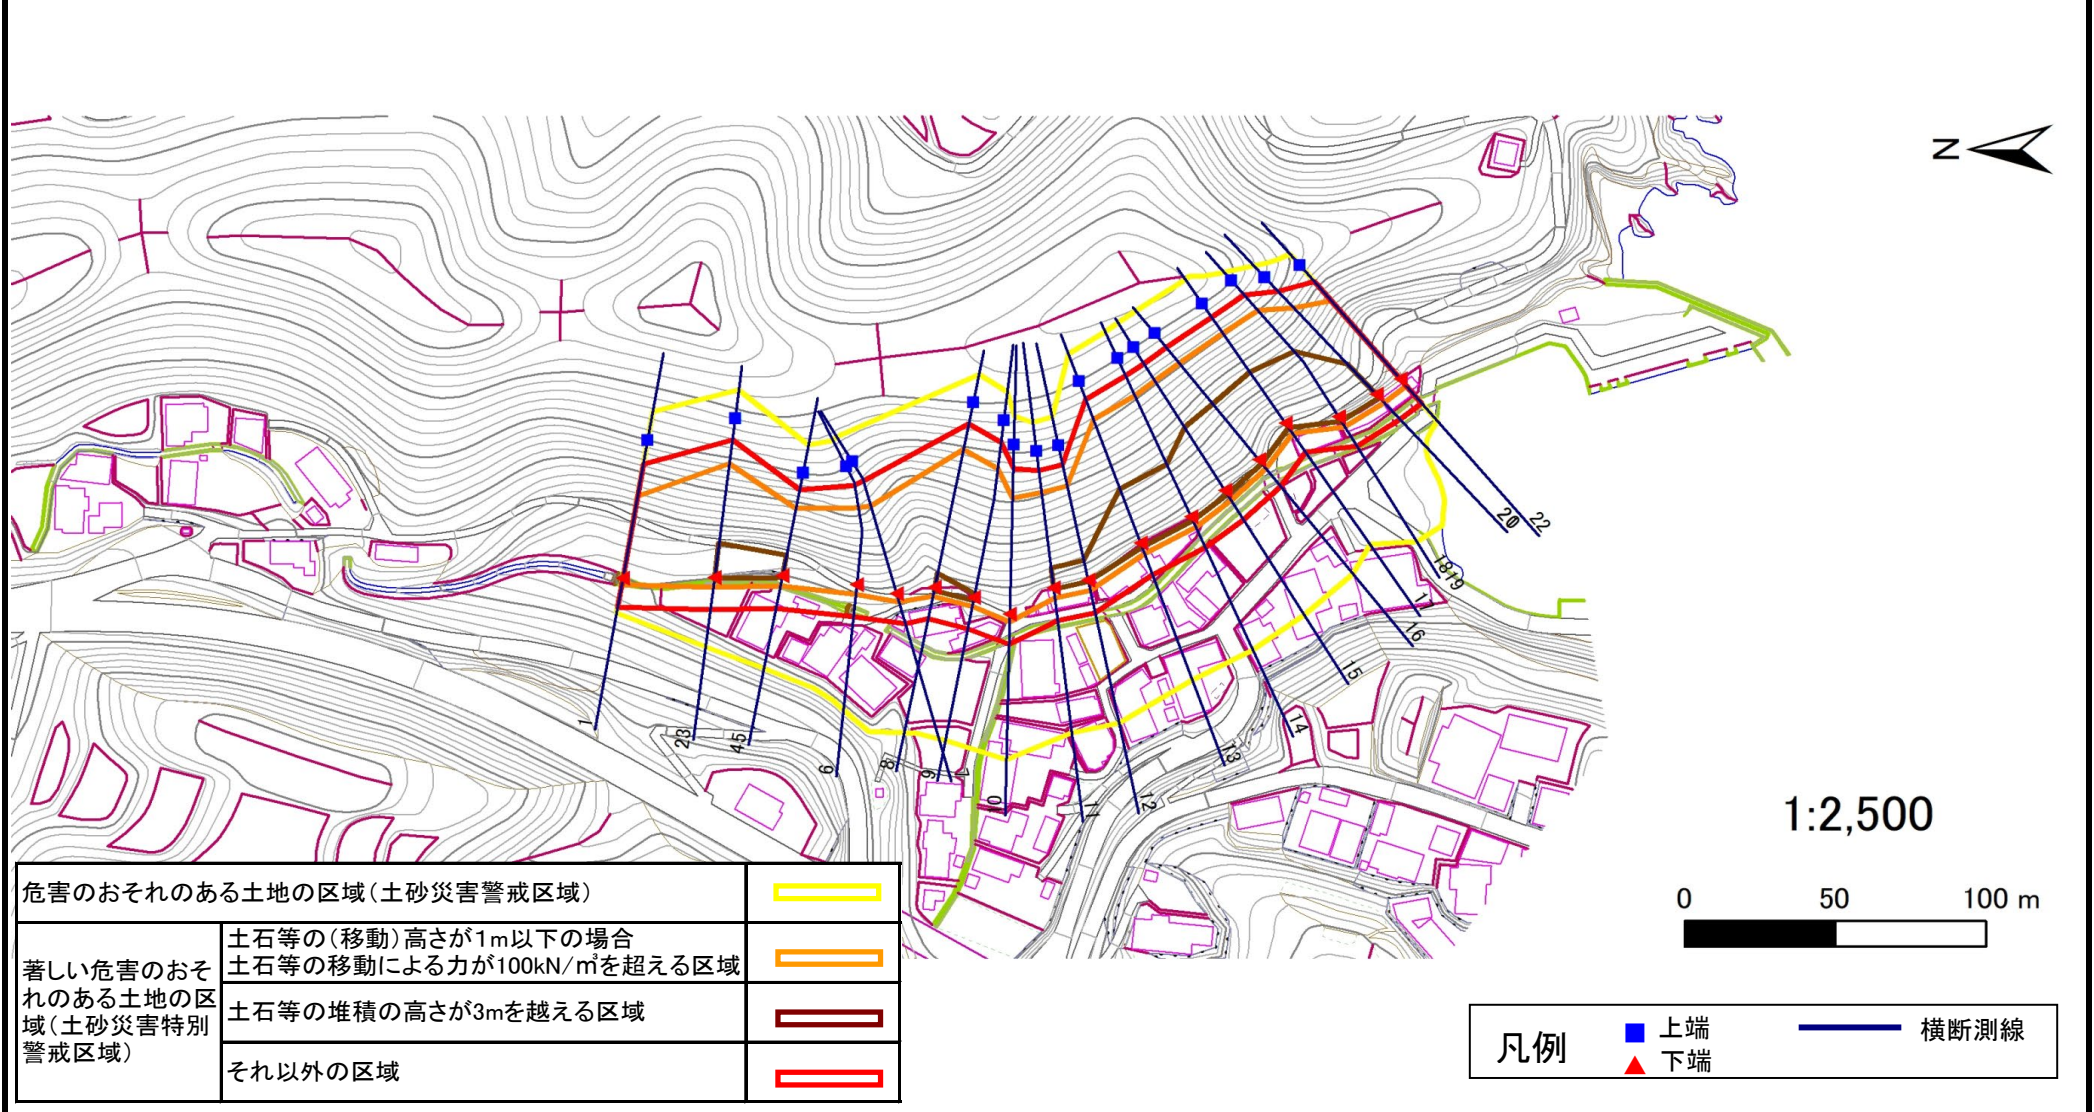 N
1
23
45
6
8
9
7
10
11
12
13
14
15
16
17
1819
20
22
1:2,500
0 50 100 m
危害のおそれのある土地の区域(土砂災害警戒区域)
著しい危害のおそ
れのある土地の区
域(土砂災害特別
警戒区域)
土石等の(移動)高さが1m以下の場合
土石等の移動による力が100kN/㎡を超える区域
土石等の堆積の高さが3mを越える区域
それ以外の区域
凡例
上端
下端
横断測線